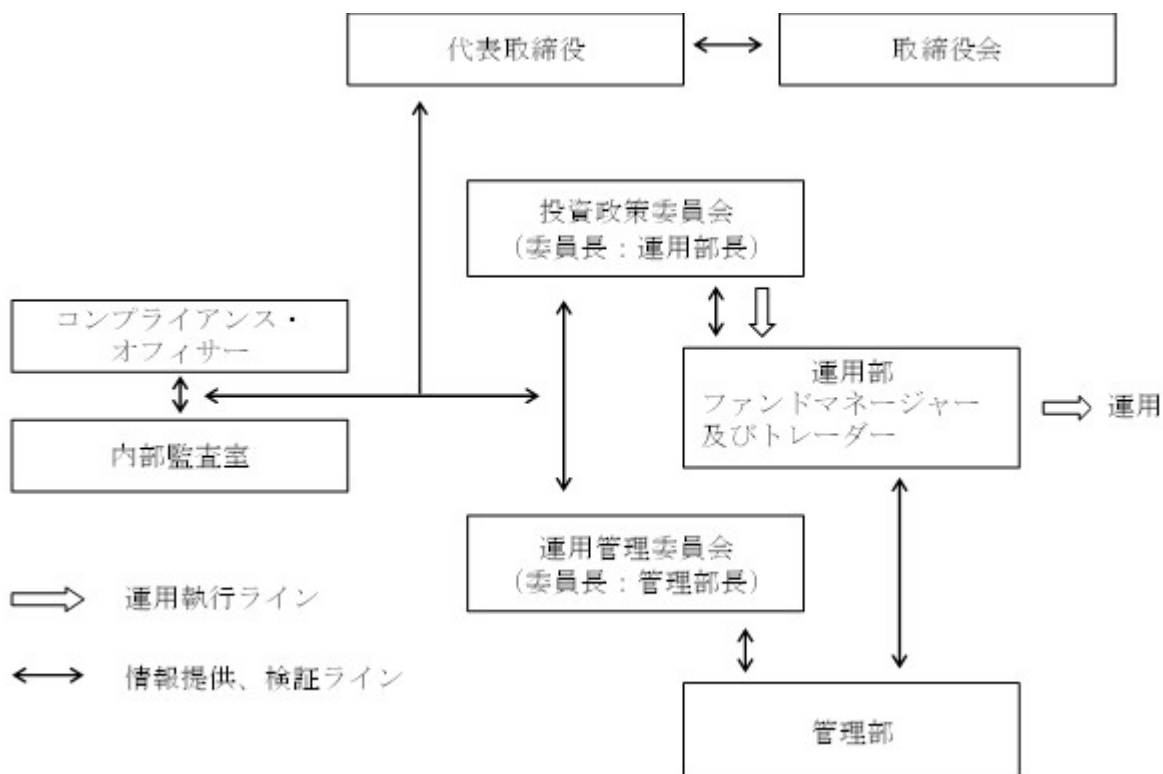 代表取締役
取締役会
投資政策委員会
(委員長：運用部長)
コンプライアンス・
オフィサー
運用部
ファンドマネージャー
及びトレーダー
運用
内部監査室
運用管理委員会
(委員長：管理部長)
運用執行ライン
情報提供、検証ライン
管理部